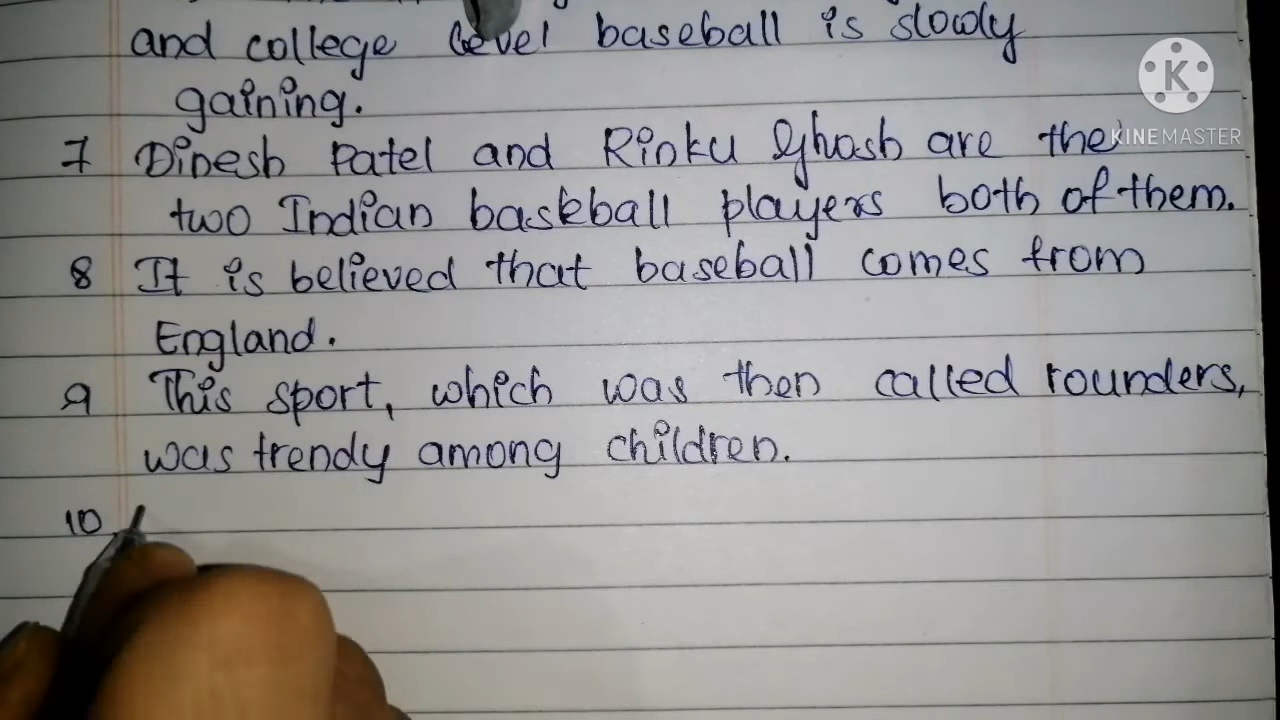 and college level baseball is slowly
gaining.
7 Dinesh Patel and Rinku Ghosh are the
two Indian baskball players both of them.
8 It is believed that baseball comes from
England.
9 This sport, which was then called rounders,
was trendy among children.
10
K
KINEMASTER